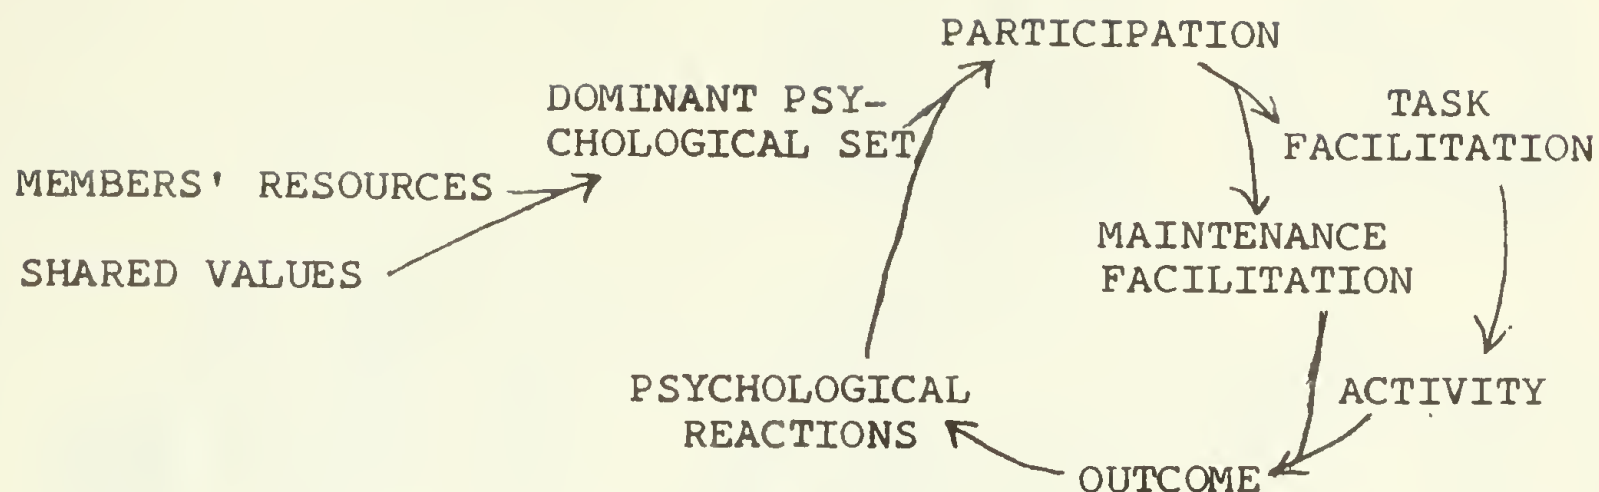 PARTICIPATION
DOMINANT PSY-
CHOLOGICAL SET
TASK
FACILITATION
MEMBERS' RESOURCES
SHARED VALUES
MAINTENANCE
FACILITATION
PSYCHOLOGICAL
REACTIONS
ACTIVITY
OUTCOME